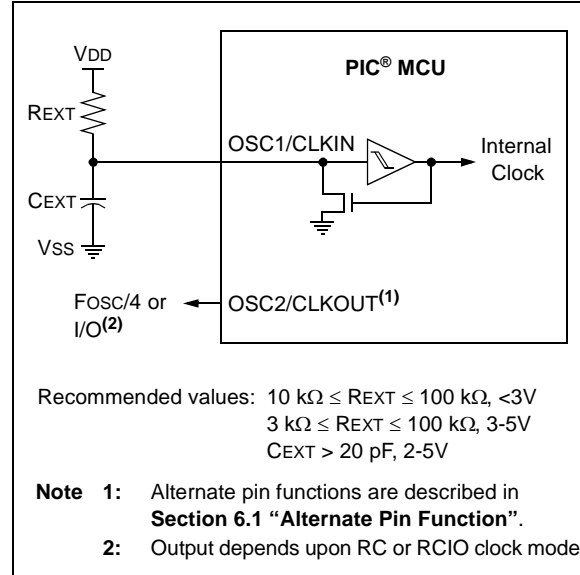 VDD
PIC® MCU
REXT
OSC1/CLKIN
Internal
Clock
CEXT
VSS
FOSC/4 or
I/O(2)
OSC2/CLKOUT(1)
Recommended values: 10 kΩ ≤ REXT ≤ 100 kΩ, <3V
3 kΩ ≤ REXT ≤ 100 kΩ, 3-5V
CEXT > 20 pF, 2-5V
Note 1: Alternate pin functions are described in
Section 6.1 “Alternate Pin Function”.
2: Output depends upon RC or RCIO clock mode